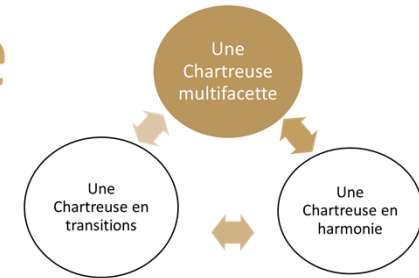 e
Une
Chartreuse
multifacette
Une
Chartreuse en
transitions
Une
Chartreuse en
harmonie